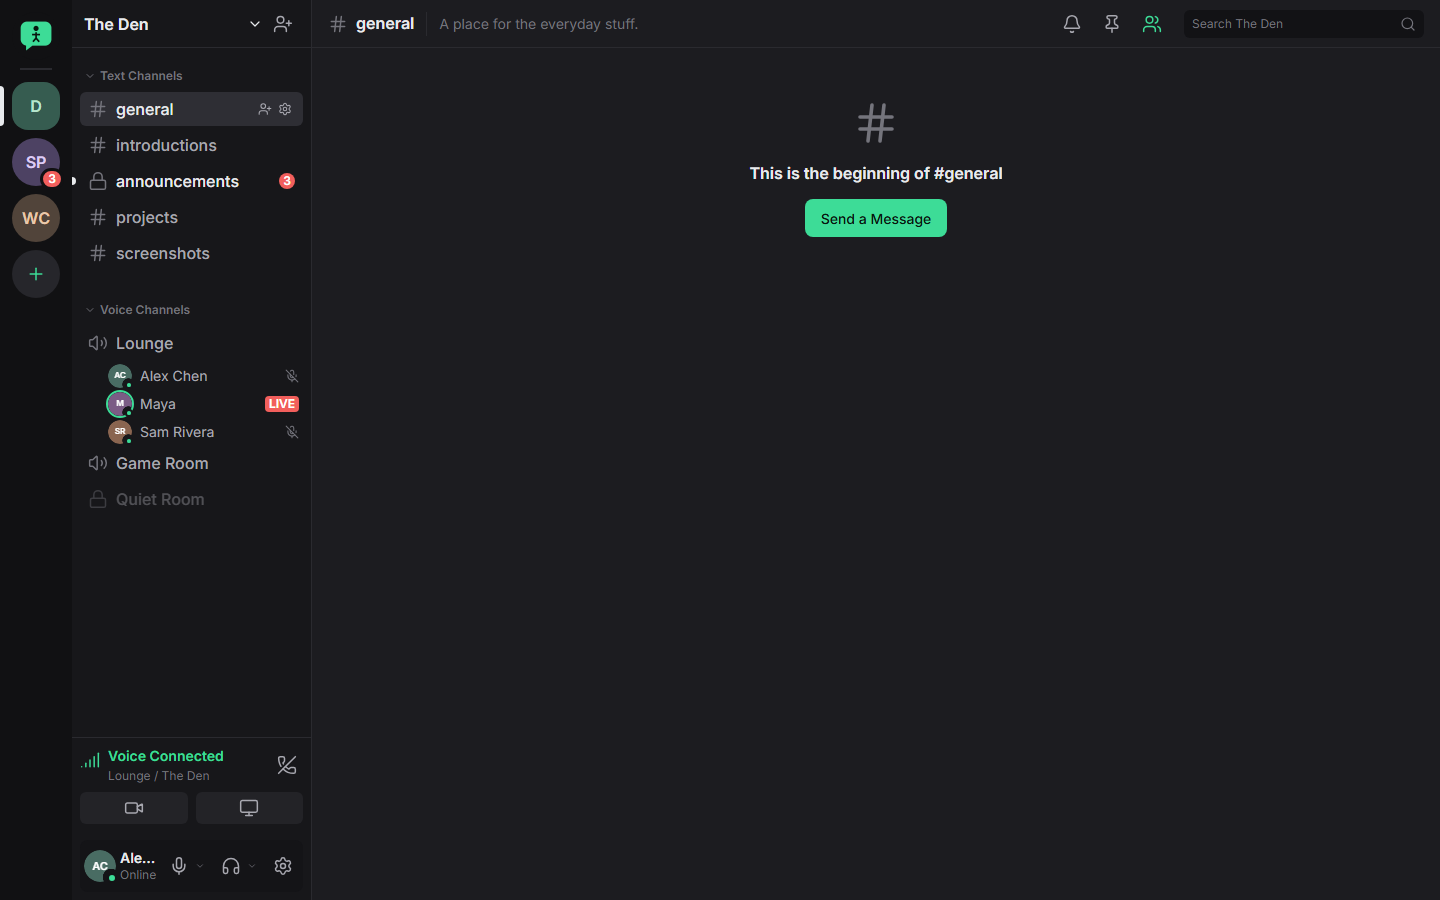 The Den
general
A place for the everyday stuff.
Search The Den
D
SP
3
WC
Text Channels
general
introductions
announcements
3
projects
screenshots
Voice Channels
Lounge
AC
Alex Chen
M
Maya
LIVE
SR
Sam Rivera
Game Room
Quiet Room
This is the beginning of #general
Send a Message
Voice Connected
Lounge / The Den
AC
Ale...
Online